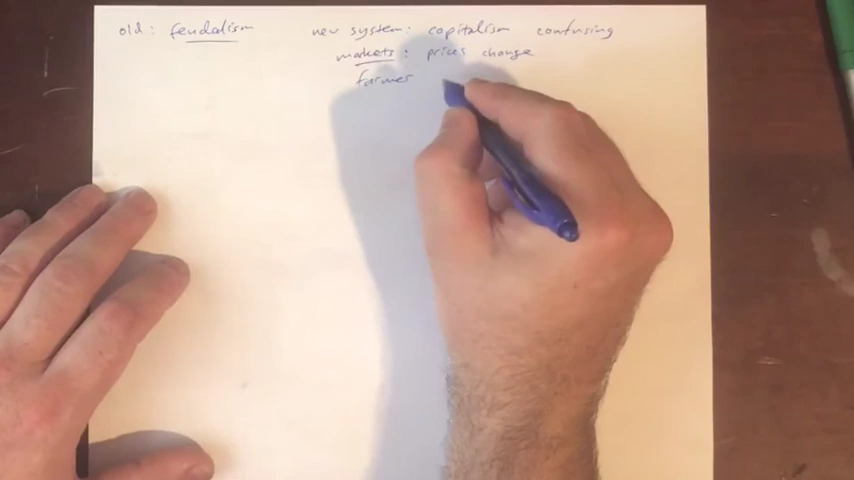 old: feudalism new system: capitalism confusing
markets: prices change
farmer